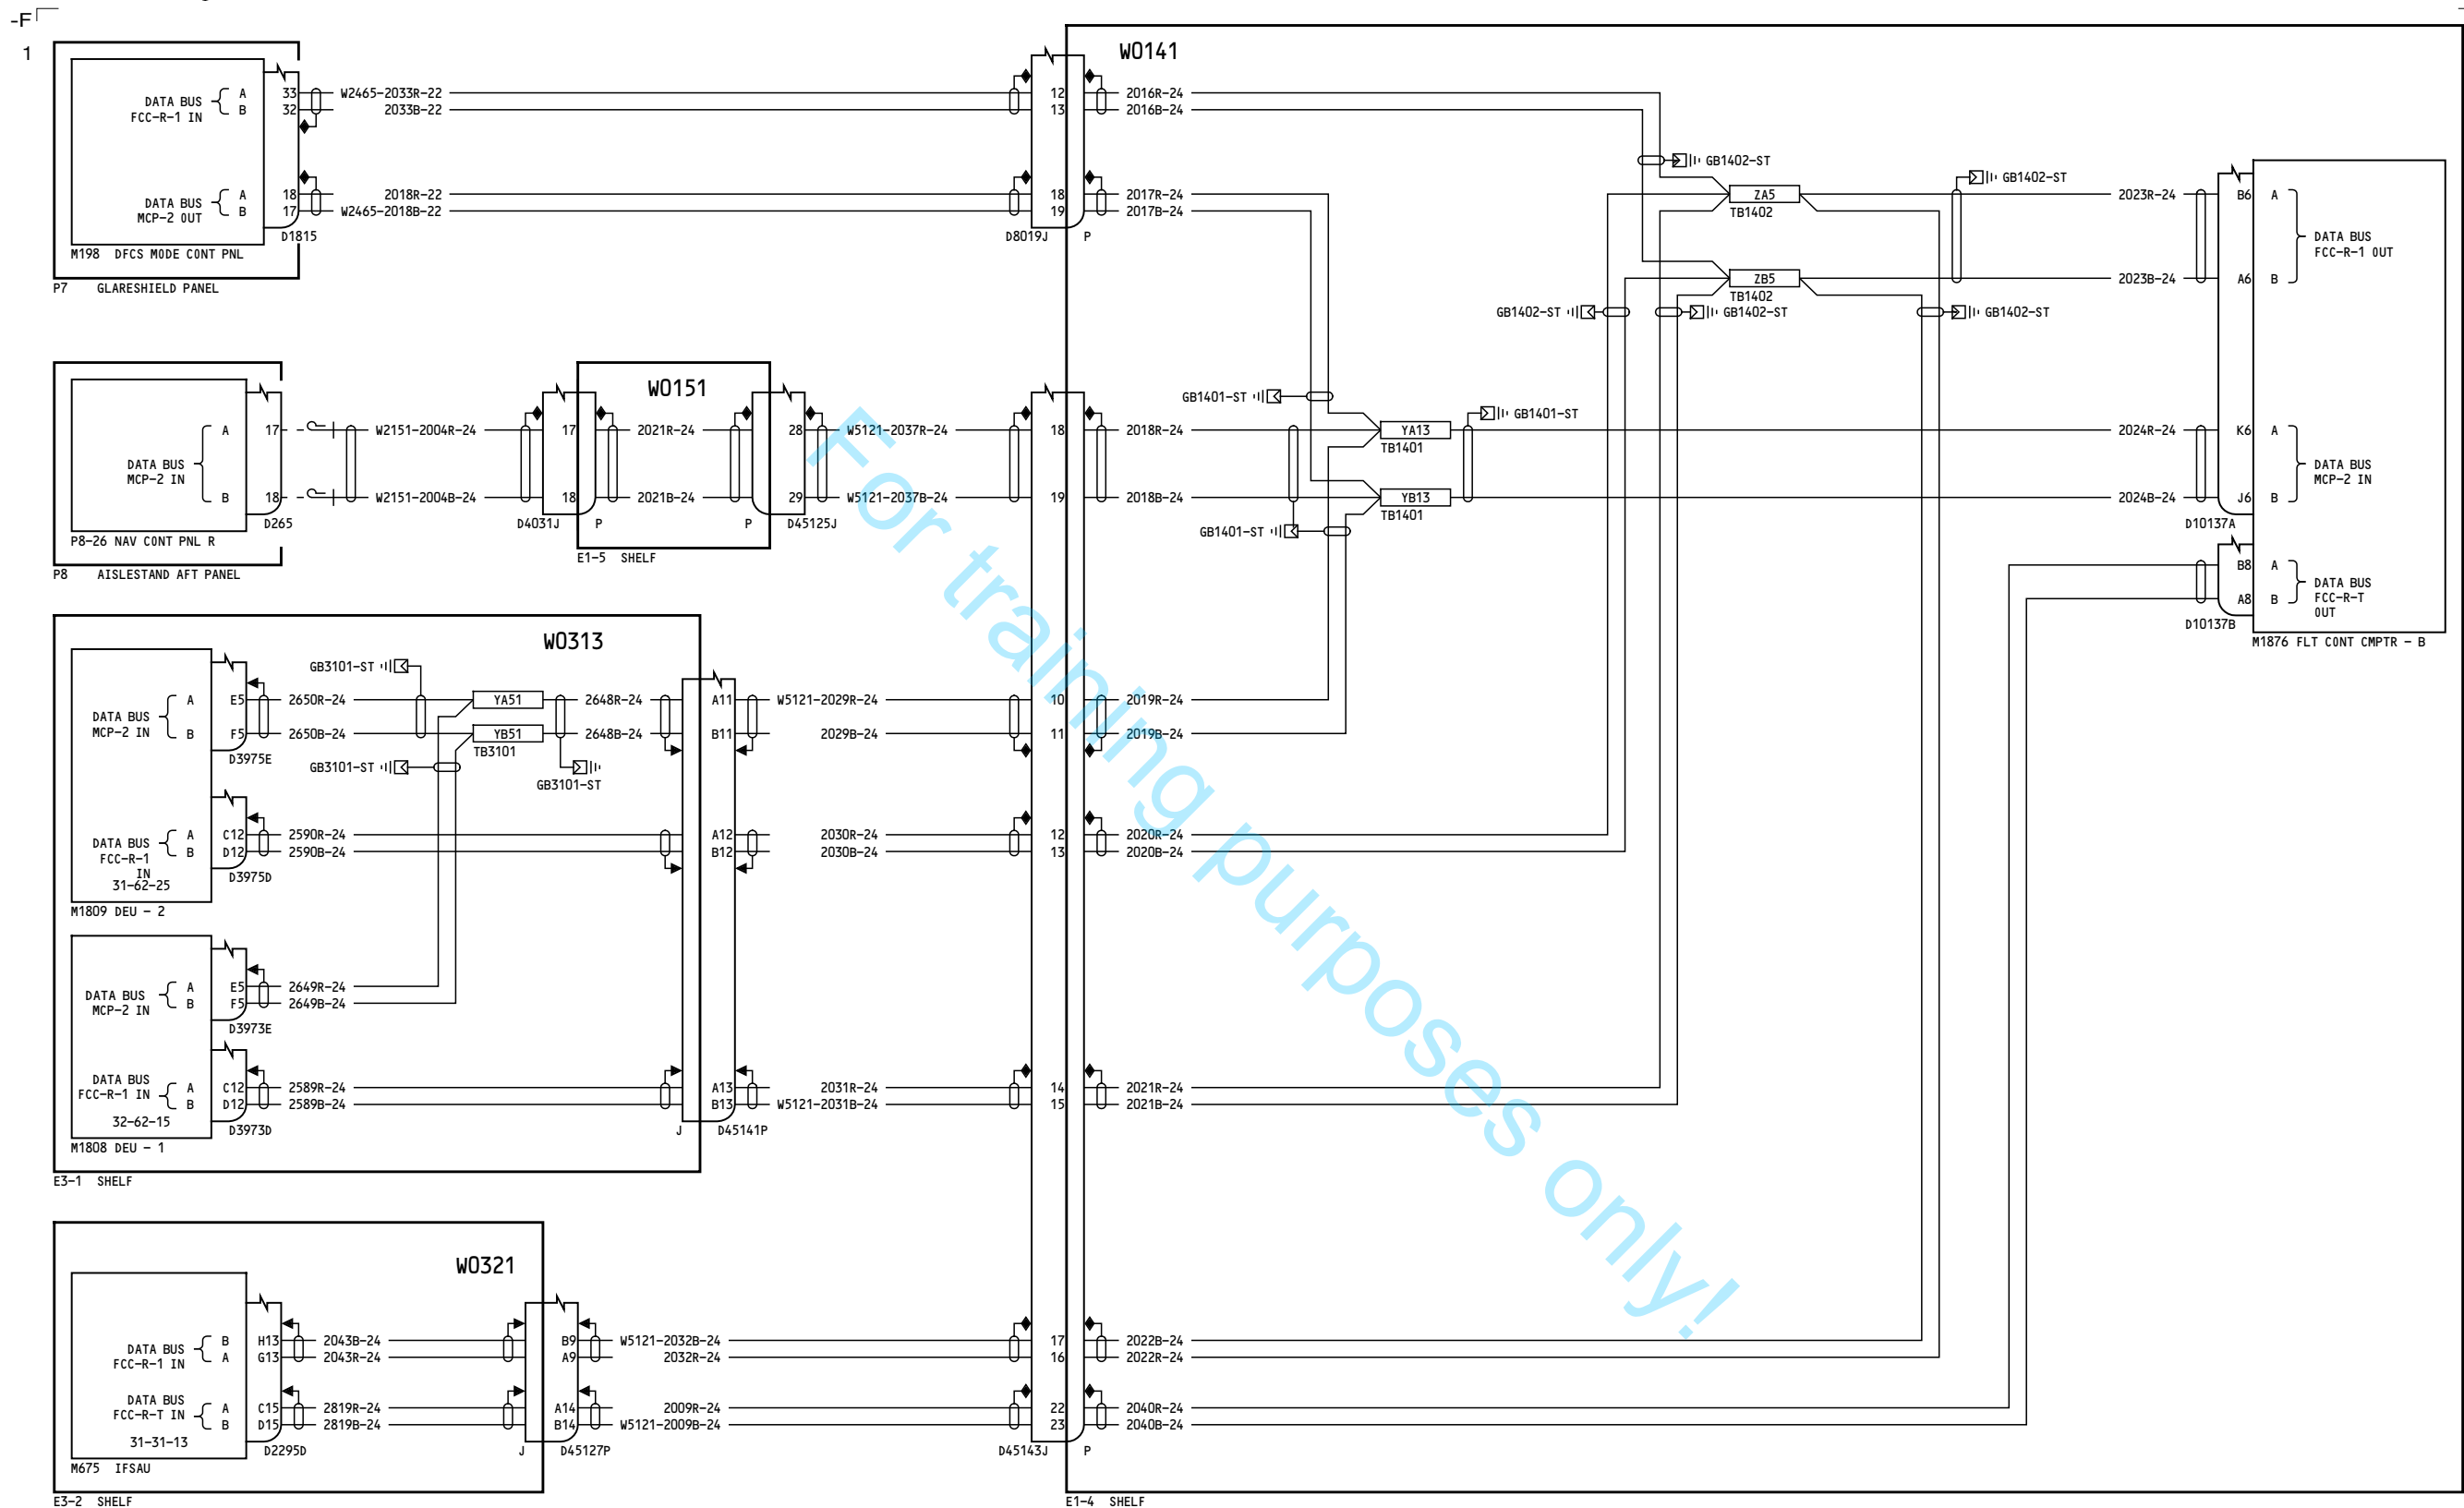 -F
1
W0141
DATA BUS
FCC-R-1 IN
A
B
33
32
W2465-2033R-22
2033B-22
12
13
2016R-24
2016B-24
DATA BUS
MCP-2 OUT
A
B
18
17
2018R-22
W2465-2018B-22
18
19
2017R-24
2017B-24
D1815
D8019J
P
M198 DFCS MODE CONT PNL
P7 GLARESHIELD PANEL
GB1402-ST
GB1402-ST
ZA5
TB1402
ZB5
TB1402
GB1402-ST
GB1402-ST
GB1402-ST
2023R-24
B6
A
2023B-24
A6
B
DATA BUS
FCC-R-1 OUT
W0151
DATA BUS
MCP-2 IN
A
B
17
18
W2151-2004R-24
W2151-2004B-24
17
18
2021R-24
2021B-24
28
29
W5121-2037R-24
W5121-2037B-24
18
19
2018R-24
2018B-24
D265
D4031J
P
P
D45125J
P8-26 NAV CONT PNL R
P8 AISLESTAND AFT PANEL
E1-5 SHELF
GB1401-ST
GB1401-ST
YA13
TB1401
YB13
TB1401
GB1401-ST
2024R-24
K6
A
2024B-24
J6
B
DATA BUS
MCP-2 IN
D10137A
B8
A
A8
B
DATA BUS
FCC-R-T
OUT
D10137B
M1876 FLT CONT CMPTR - B
W0313
GB3101-ST
DATA BUS
MCP-2 IN
A
B
E5
F5
2650R-24
2650B-24
YA51
YB51
TB3101
2648R-24
2648B-24
A11
B11
W5121-2029R-24
2029B-24
10
11
2019R-24
2019B-24
D3975E
GB3101-ST
GB3101-ST
DATA BUS
FCC-R-1
IN
31-62-25
A
B
C12
D12
2590R-24
2590B-24
A12
B12
2030R-24
2030B-24
12
13
2020R-24
2020B-24
D3975D
M1809 DEU - 2
DATA BUS
MCP-2 IN
A
B
E5
F5
2649R-24
2649B-24
D3973E
DATA BUS
FCC-R-1 IN
32-62-15
A
B
C12
D12
2589R-24
2589B-24
A13
B13
2031R-24
W5121-2031B-24
14
15
2021R-24
2021B-24
D3973D
J
D45141P
M1808 DEU - 1
E3-1 SHELF
W0321
DATA BUS
FCC-R-1 IN
B
A
H13
G13
2043B-24
2043R-24
B9
A9
W5121-2032B-24
2032R-24
17
16
2022B-24
2022R-24
DATA BUS
FCC-R-T IN
31-31-13
A
B
C15
D15
2819R-24
2819B-24
A14
B14
2009R-24
W5121-2009B-24
22
23
2040R-24
2040B-24
D2295D
J
D45127P
D45143J
P
M675 IFSAU
E3-2 SHELF
E1-4 SHELF
For training purposes only!